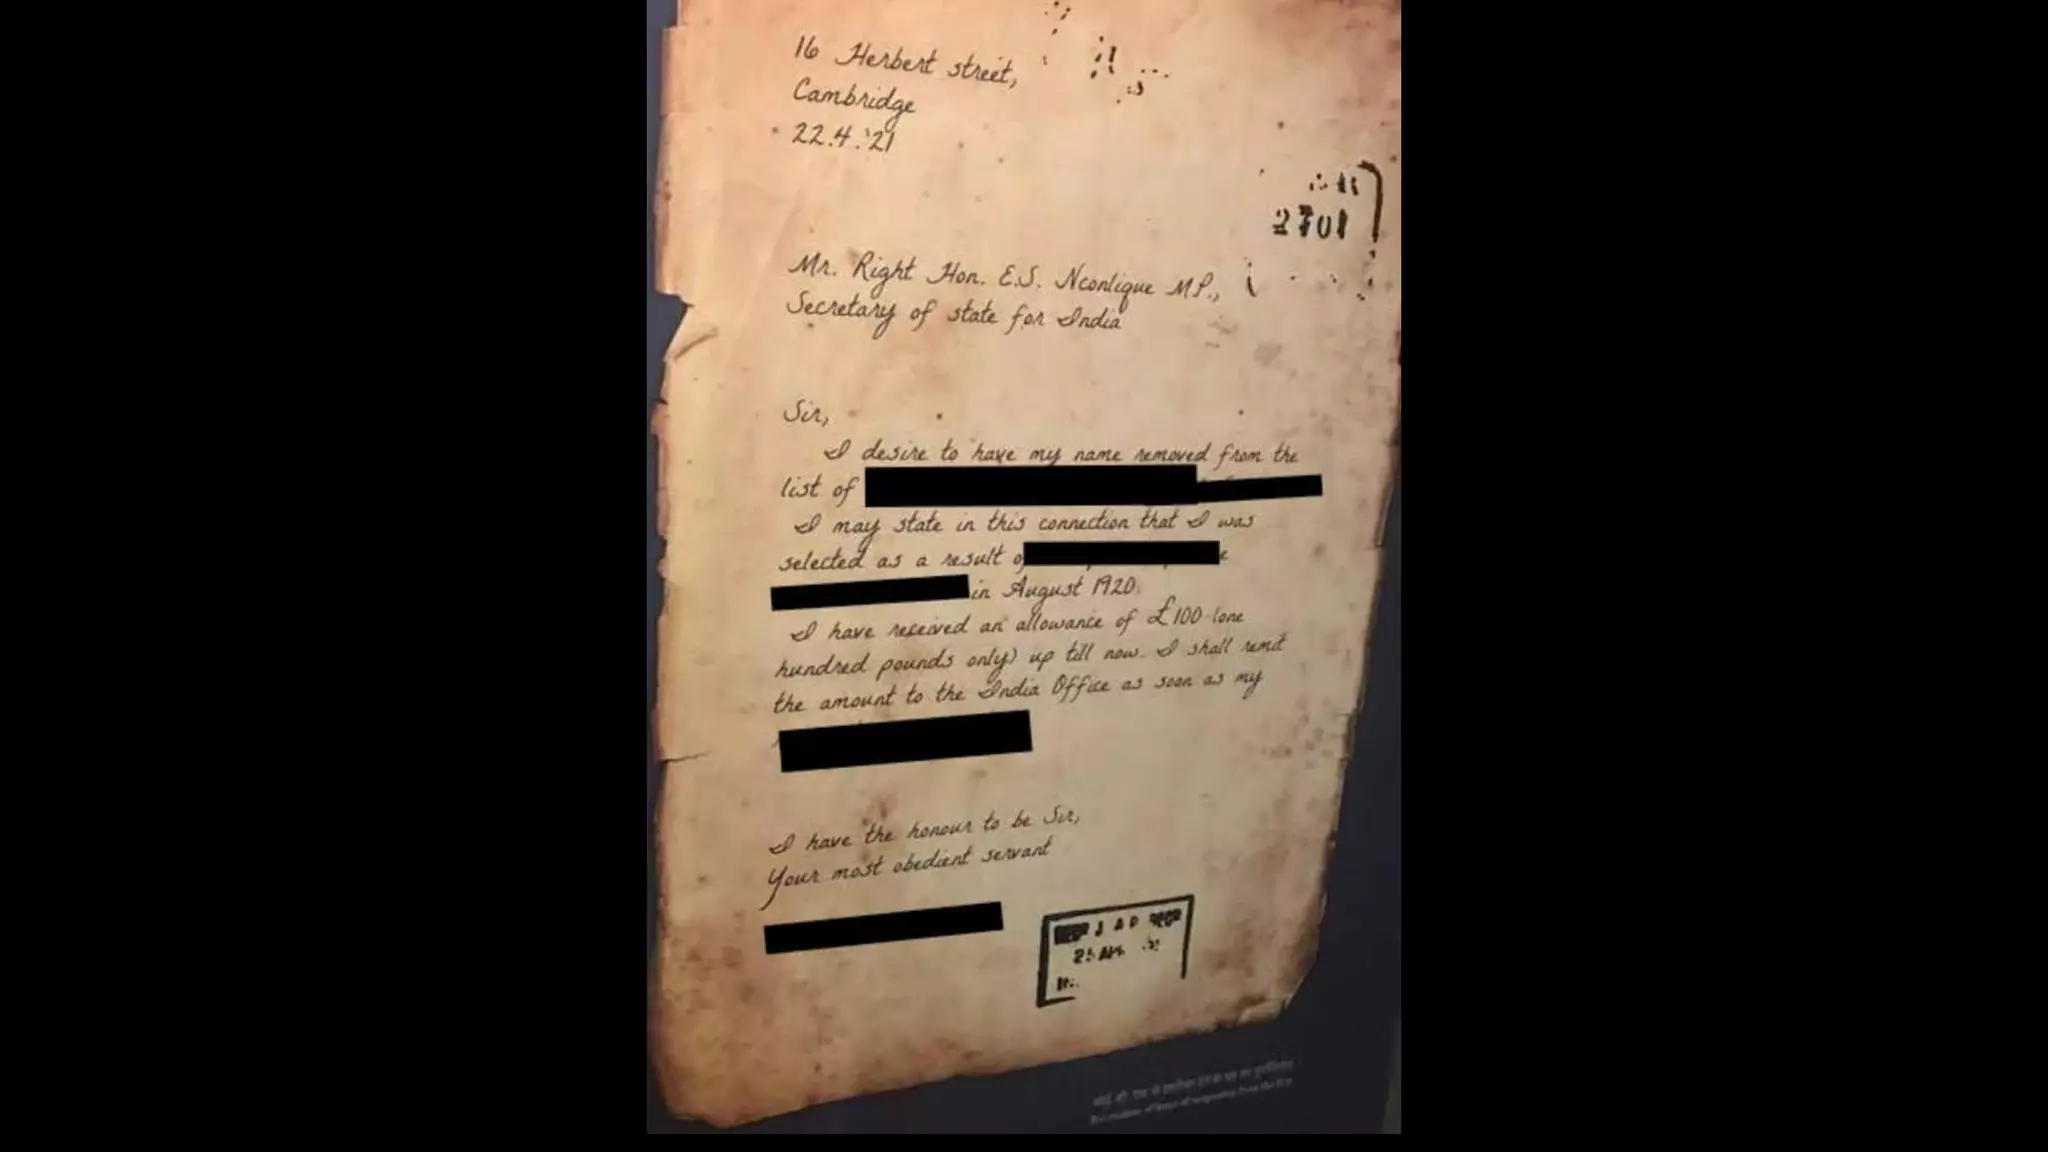 16 Herbert street,
Cambridge
22.4.'21
2701
Mr. Right Hon. E.S. Nconlique MP.,
Secretary of state for India
Sir,
I desire to have my name removed from the
list of
I may state in this connection that I was
selected as a result
in August 1920.
I have received an allowance of £100 (one
hundred pounds only) up till now. I shall remit
the amount to the India Office as soon as my
I have the honour to be Sir,
Your most obedient servant